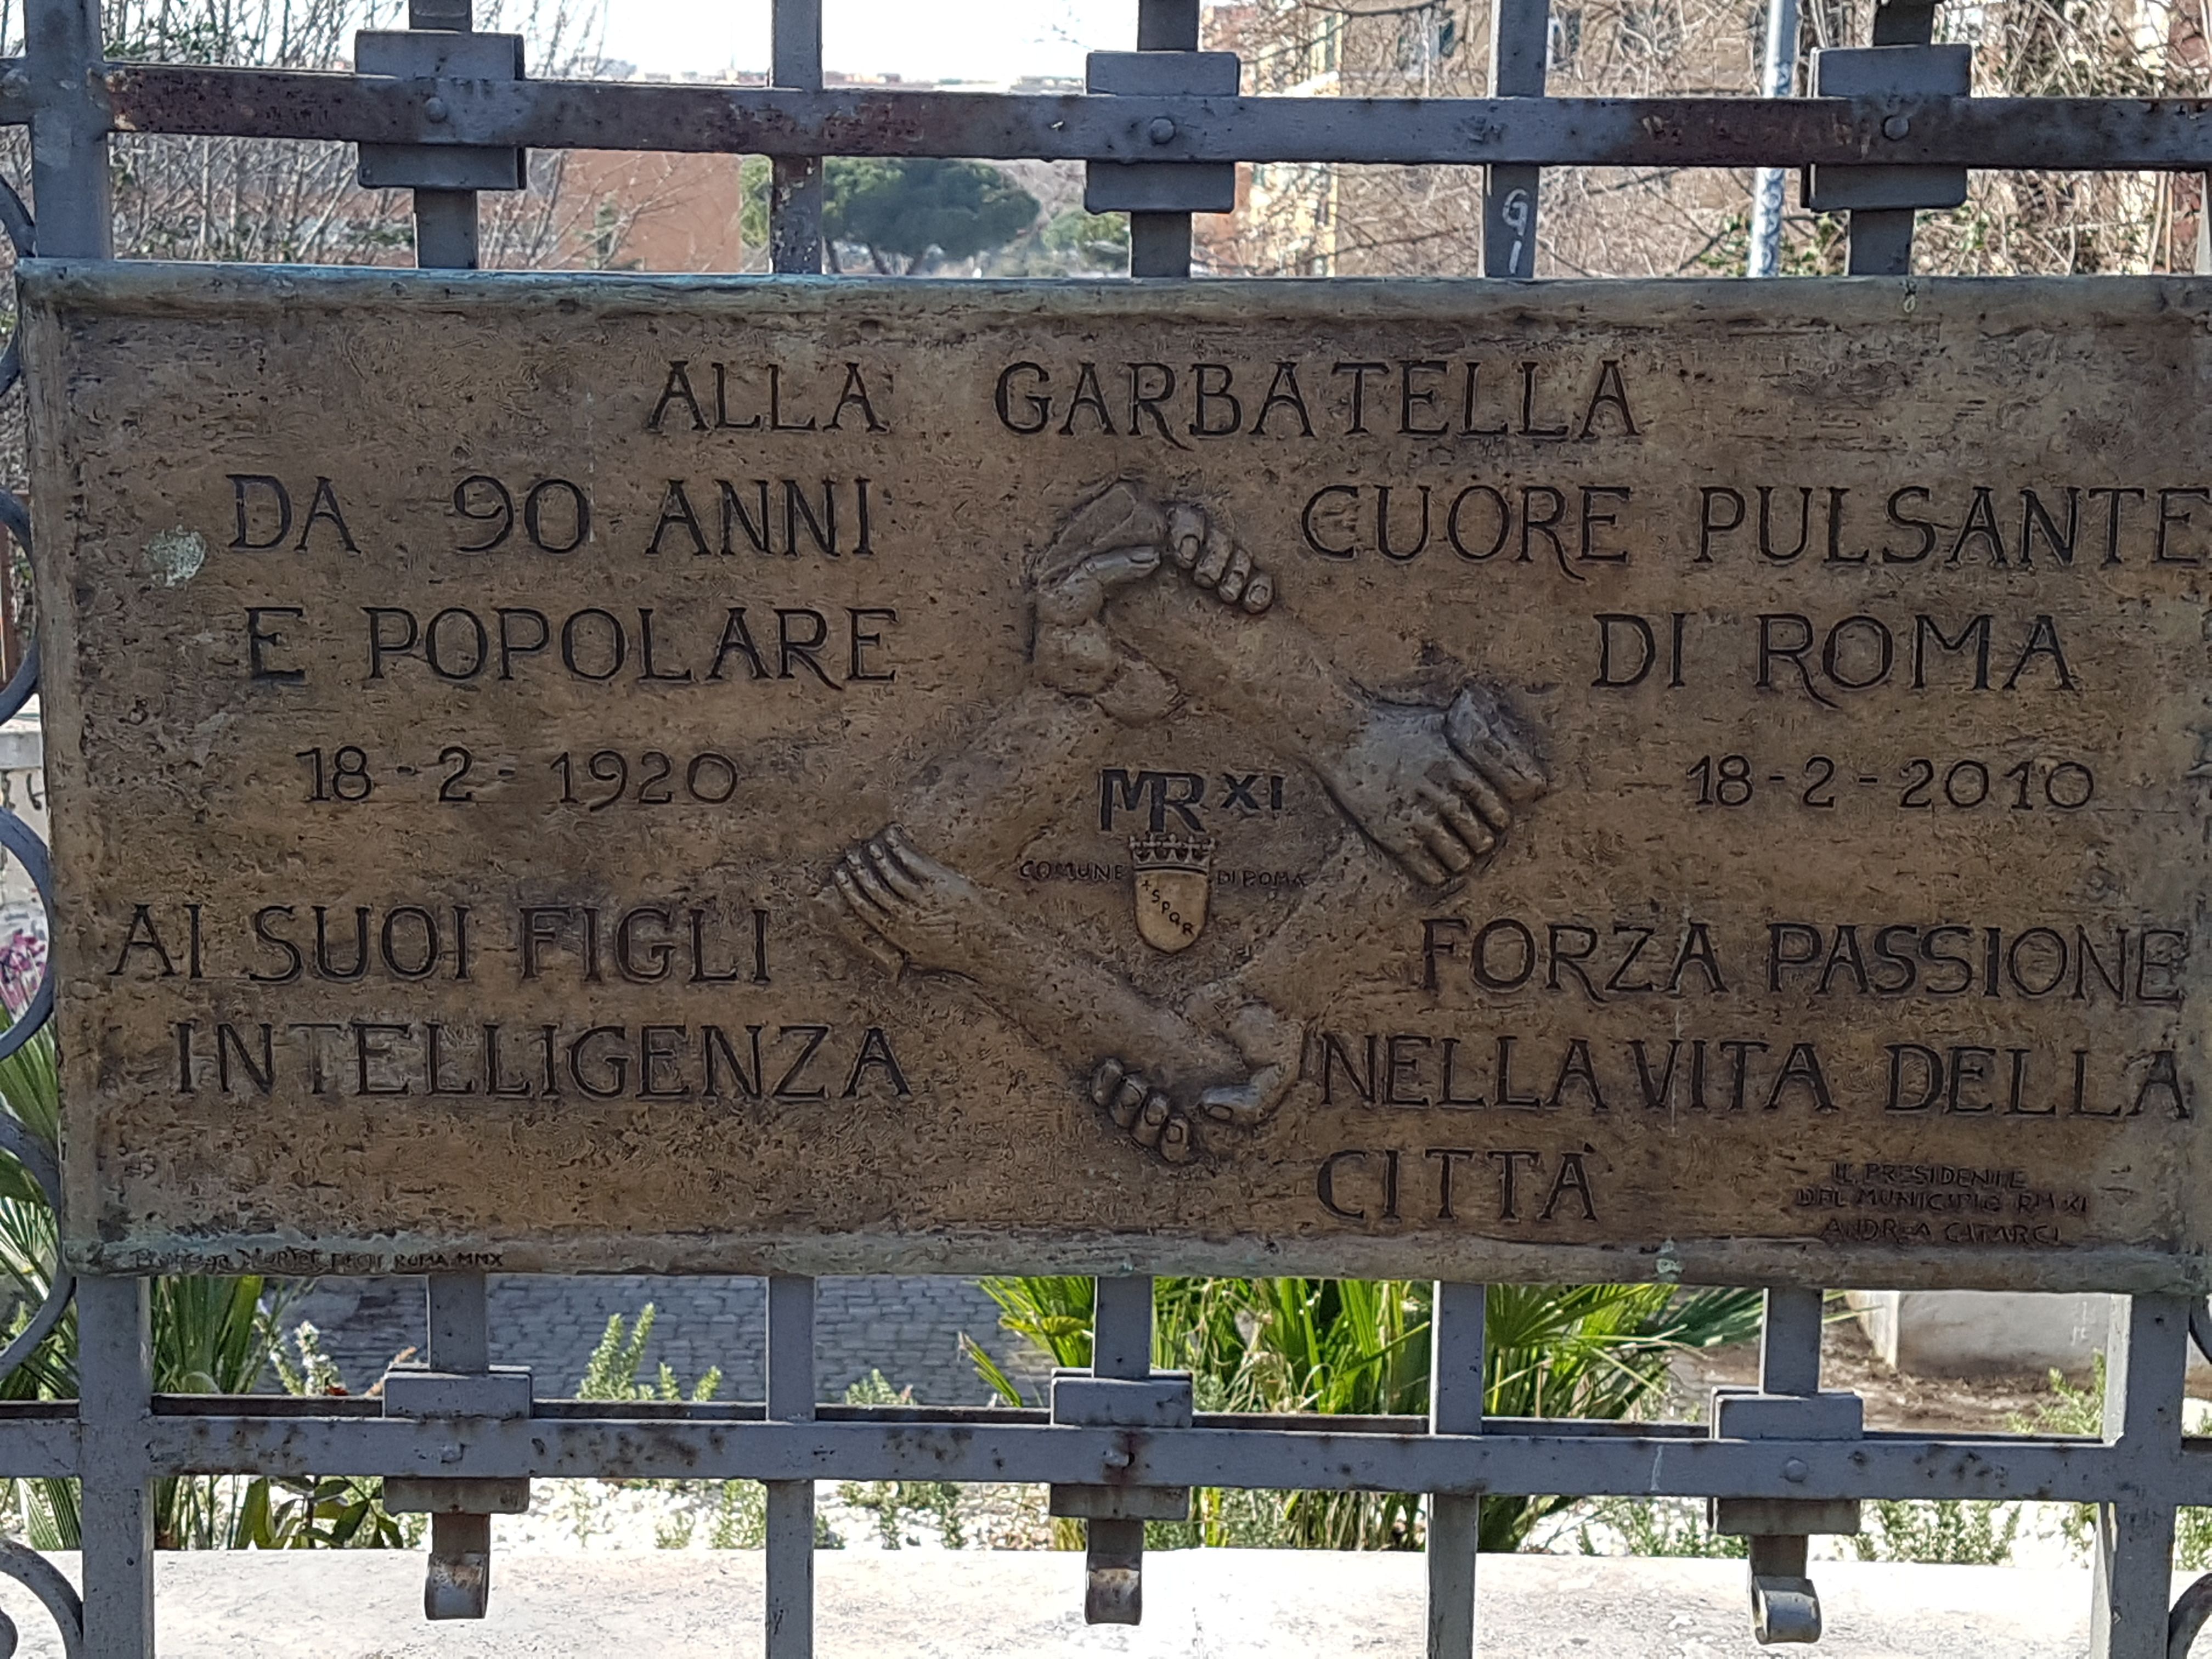 ALLA GARBATELLA
DA 90 ANNI CUORE PULSANTE
E POPOLARE DI ROMA
18-2-1920 18-2-2010
MR XI
COMUNE DI ROMA
SPQR
AI SUOI FIGLI FORZA PASSIONE
INTELLIGENZA NELLA VITA DELLA
CITTÀ
IL PRESIDENTE
DEL MUNICIPIO RM XI
ANDREA CATARCI
ROMA MMX